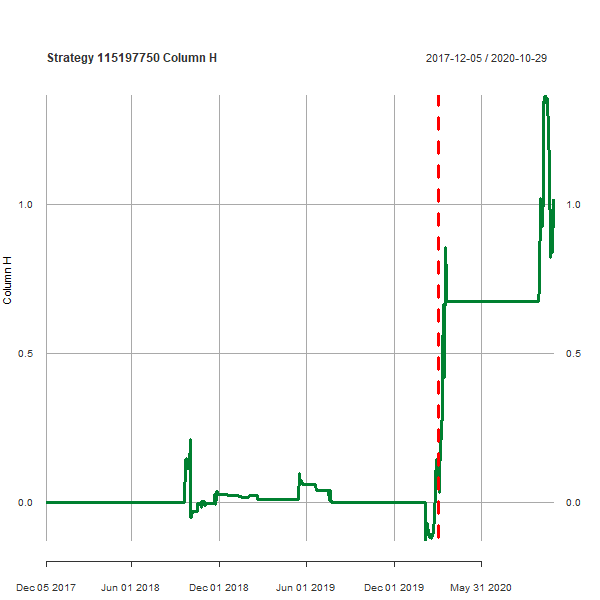 Strategy 115197750 Column H 2017-12-05 / 2020-10-29
1.0 1.0
Column H
0.5 0.5
0.0 0.0
Dec 05 2017 Jun 01 2018 Dec 01 2018 Jun 01 2019 Dec 01 2019 May 31 2020